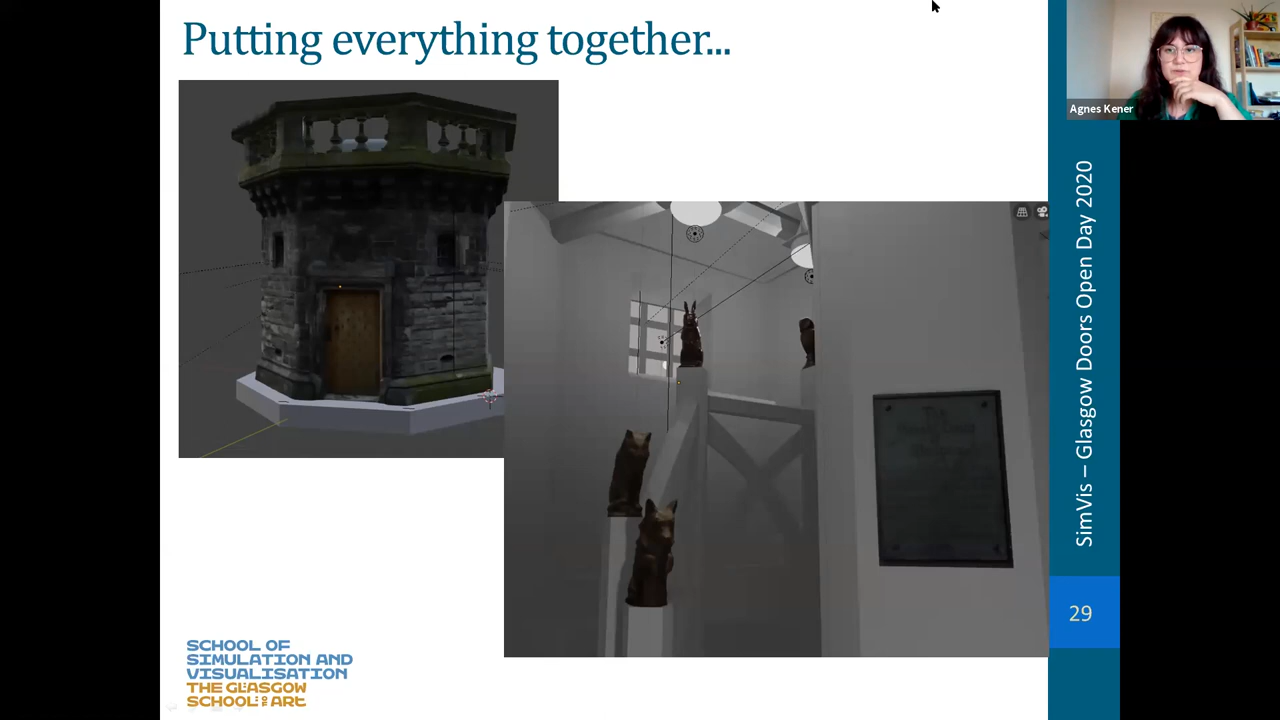 Putting everything together...
Agnes Kener
SimVis – Glasgow Doors Open Day 2020
29
SCHOOL OF
SIMULATION AND
VISUALISATION
THE GLASGOW
SCHOOL OF ART